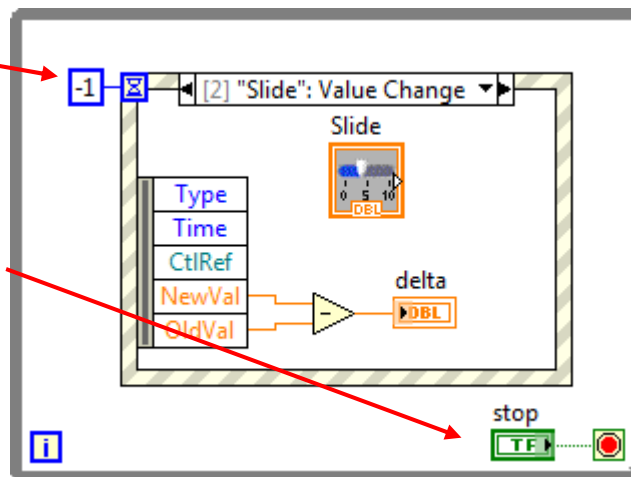 -1
[2] "Slide": Value Change
Slide
0 5 10
DBL
Type
Time
CtlRef
NewVal
OldVal
-
delta
DBL
stop
TF
i